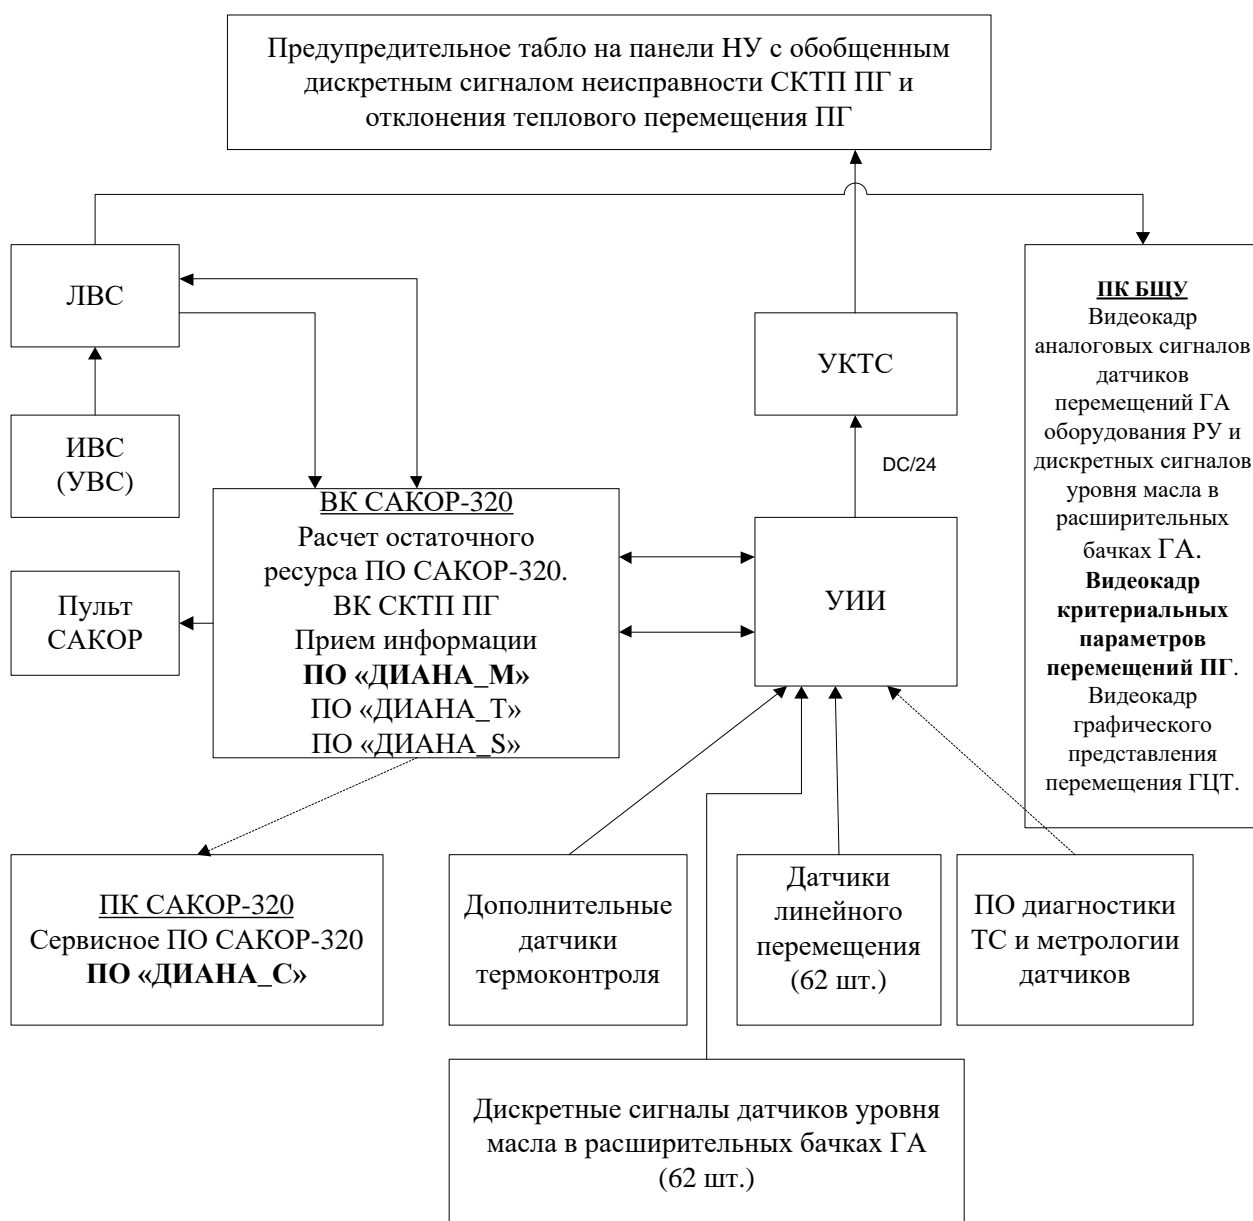 Предупредительное табло на панели НУ с обобщенным
дискретным сигналом неисправности СКТП ПГ и
отклонения теплового перемещения ПГ
ЛВС
ИВС
(УВС)
Пульт
САКОР
ВК САКОР-320
Расчет остаточного
ресурса ПО САКОР-320.
ВК СКТП ПГ
Прием информации
ПО «ДИАНА_М»
ПО «ДИАНА_Т»
ПО «ДИАНА_S»
УКТС
DC/24
УИИ
ПК БЩУ
Видеокадр
аналоговых сигналов
датчиков
перемещений ГА
оборудования РУ и
дискретных сигналов
уровня масла в
расширительных
бачках ГА.
Видеокадр
критериальных
параметров
перемещений ПГ.
Видеокадр
графического
представления
перемещения ГЦТ.
ПК САКОР-320
Сервисное ПО САКОР-320
ПО «ДИАНА_С»
Дополнительные
датчики
термоконтроля
Датчики
линейного
перемещения
(62 шт.)
ПО диагностики
ТС и метрологии
датчиков
Дискретные сигналы датчиков уровня
масла в расширительных бачках ГА
(62 шт.)